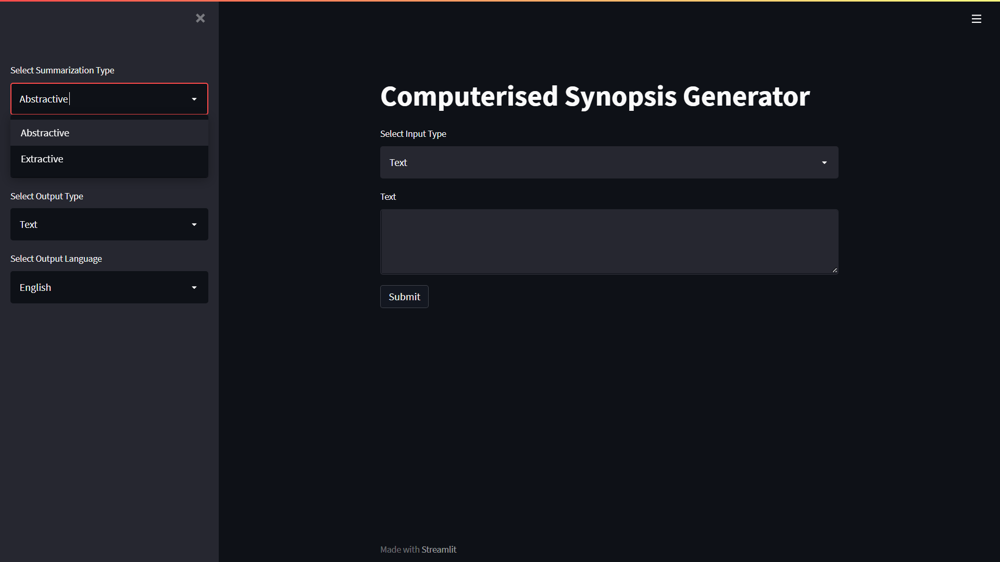 Select Summarization Type
Abstractive
Abstractive
Extractive
Select Output Type
Text
Select Output Language
English
Computerised Synopsis Generator
Select Input Type
Text
Text
Submit
Made with Streamlit